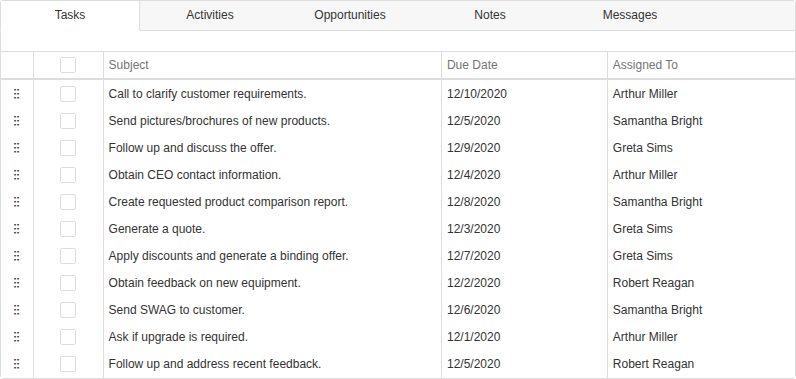 Tasks Activities Opportunities Notes Messages
Subject Due Date Assigned To
Call to clarify customer requirements. 12/10/2020 Arthur Miller
Send pictures/brochures of new products. 12/5/2020 Samantha Bright
Follow up and discuss the offer. 12/9/2020 Greta Sims
Obtain CEO contact information. 12/4/2020 Arthur Miller
Create requested product comparison report. 12/8/2020 Samantha Bright
Generate a quote. 12/3/2020 Greta Sims
Apply discounts and generate a binding offer. 12/7/2020 Greta Sims
Obtain feedback on new equipment. 12/2/2020 Robert Reagan
Send SWAG to customer. 12/6/2020 Samantha Bright
Ask if upgrade is required. 12/1/2020 Arthur Miller
Follow up and address recent feedback. 12/5/2020 Robert Reagan